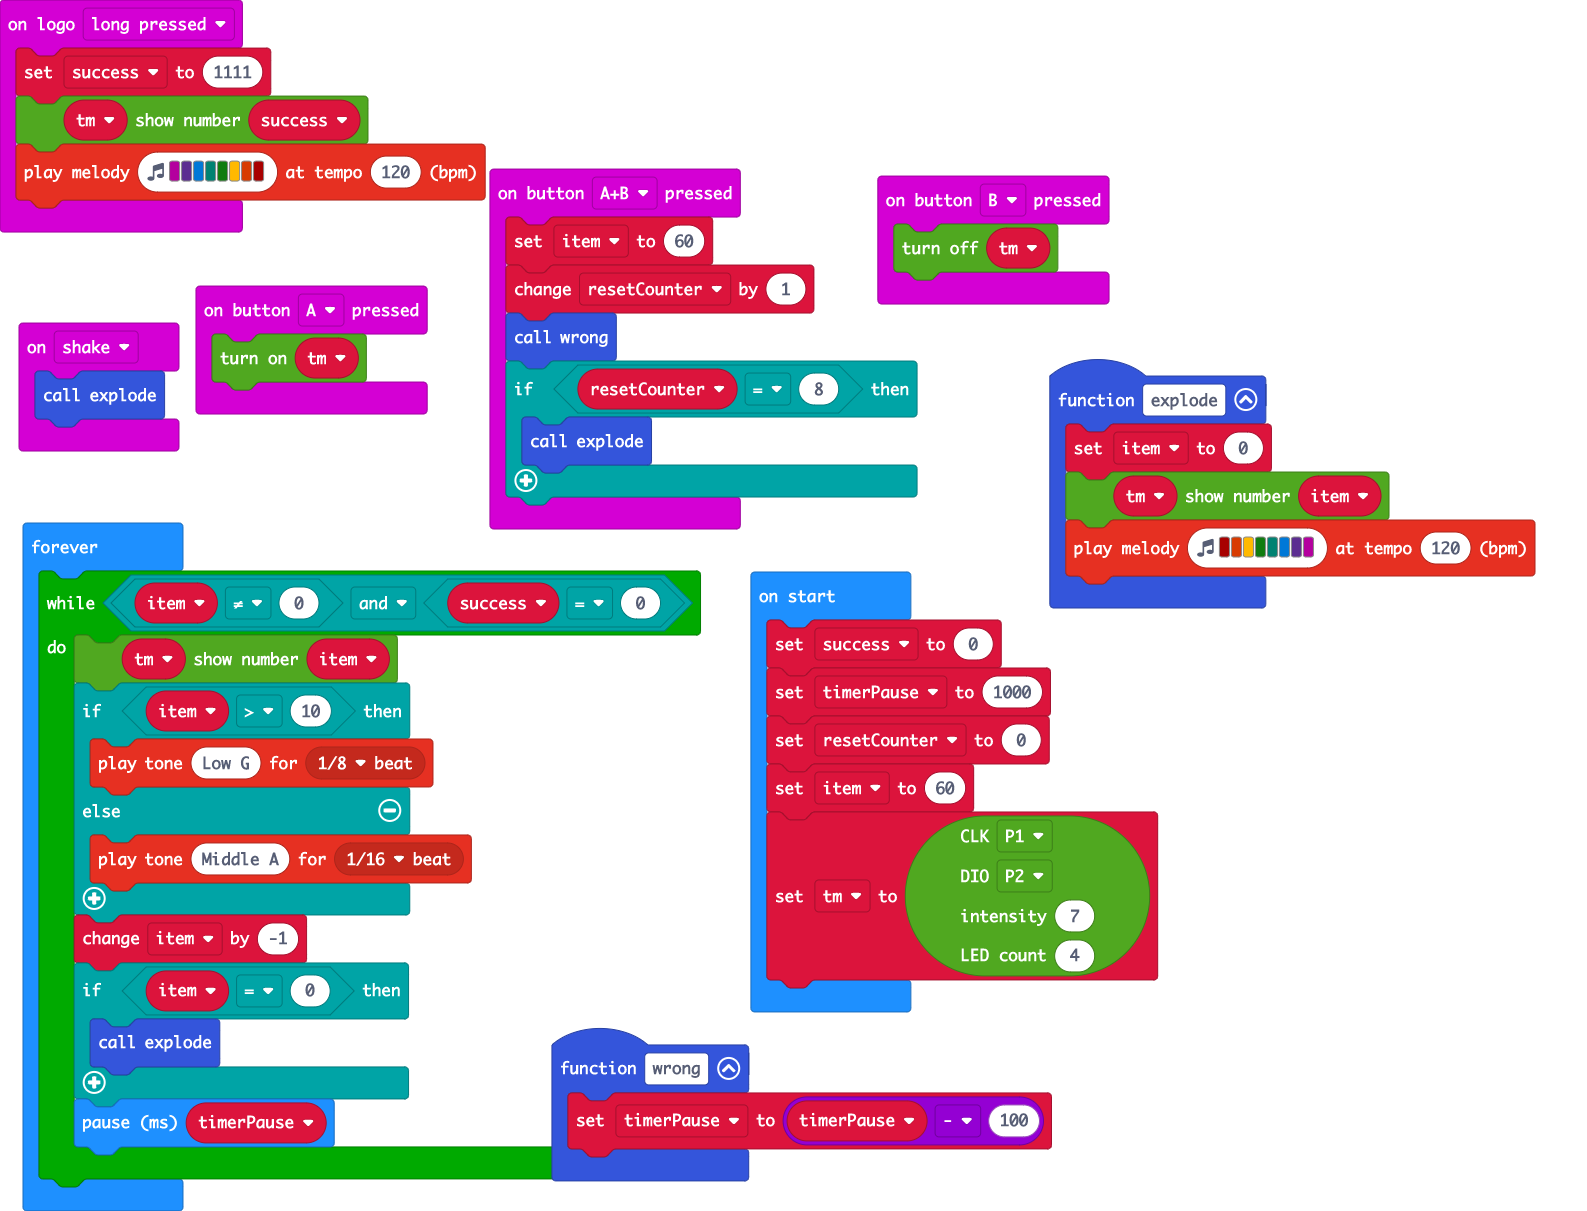 on logo long pressed
set success to 1111
tm show number success
play melody at tempo 120 (bpm)
on button A+B pressed
set item to 60
change resetCounter by 1
call wrong
if resetCounter = 8 then
call explode
on button B pressed
turn off tm
on button A pressed
turn on tm
on shake
call explode
function explode
set item to 0
tm show number item
play melody at tempo 120 (bpm)
forever
while item ≠ 0 and success = 0
do
tm show number item
if item > 10 then
play tone Low G for 1/8 beat
else
play tone Middle A for 1/16 beat
change item by -1
if item = 0 then
call explode
pause (ms) timerPause
on start
set success to 0
set timerPause to 1000
set resetCounter to 0
set item to 60
set tm to
CLK P1
DIO P2
intensity 7
LED count 4
function wrong
set timerPause to timerPause - 100